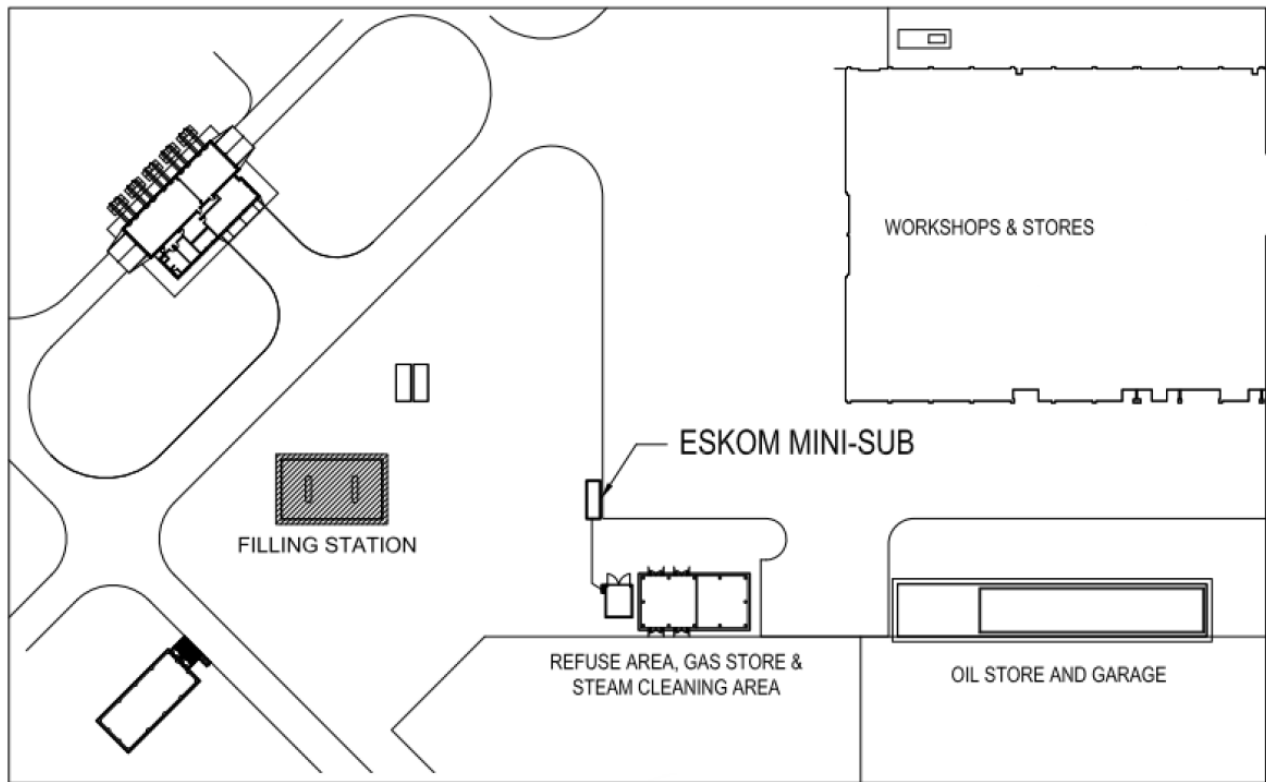 WORKSHOPS & STORES
ESKOM MINI-SUB
FILLING STATION
REFUSE AREA, GAS STORE &
STEAM CLEANING AREA
OIL STORE AND GARAGE